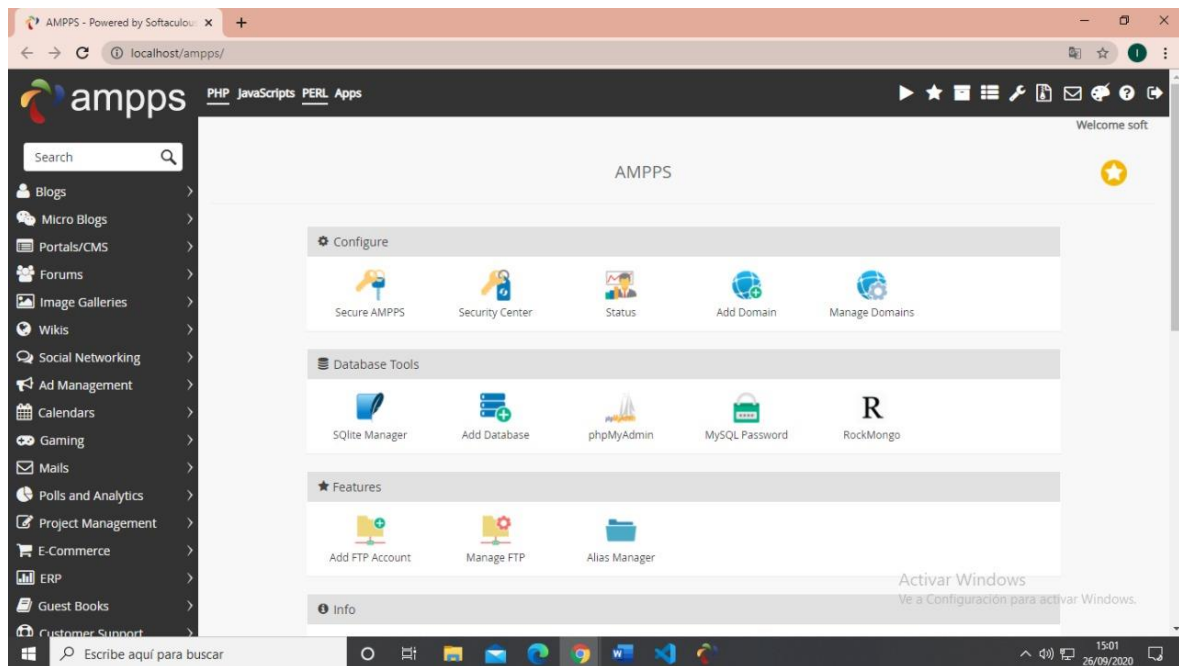 AMPPS - Powered by Softaculou
localhost/ampps/
I
ampps
PHP JavaScripts PERL Apps
Welcome soft
Search
Blogs
Micro Blogs
Portals/CMS
Forums
Image Galleries
Wikis
Social Networking
Ad Management
Calendars
Gaming
Mails
Polls and Analytics
Project Management
E-Commerce
ERP
Guest Books
Customer Support
AMPPS
Configure
Secure AMPPS Security Center Status Add Domain Manage Domains
Database Tools
R
SQlite Manager Add Database phpMyAdmin MySQL Password RockMongo
Features
Add FTP Account Manage FTP Alias Manager
Info
Activar Windows
Ve a Configuración para activar Windows.
Escribe aquí para buscar
15:01
26/09/2020